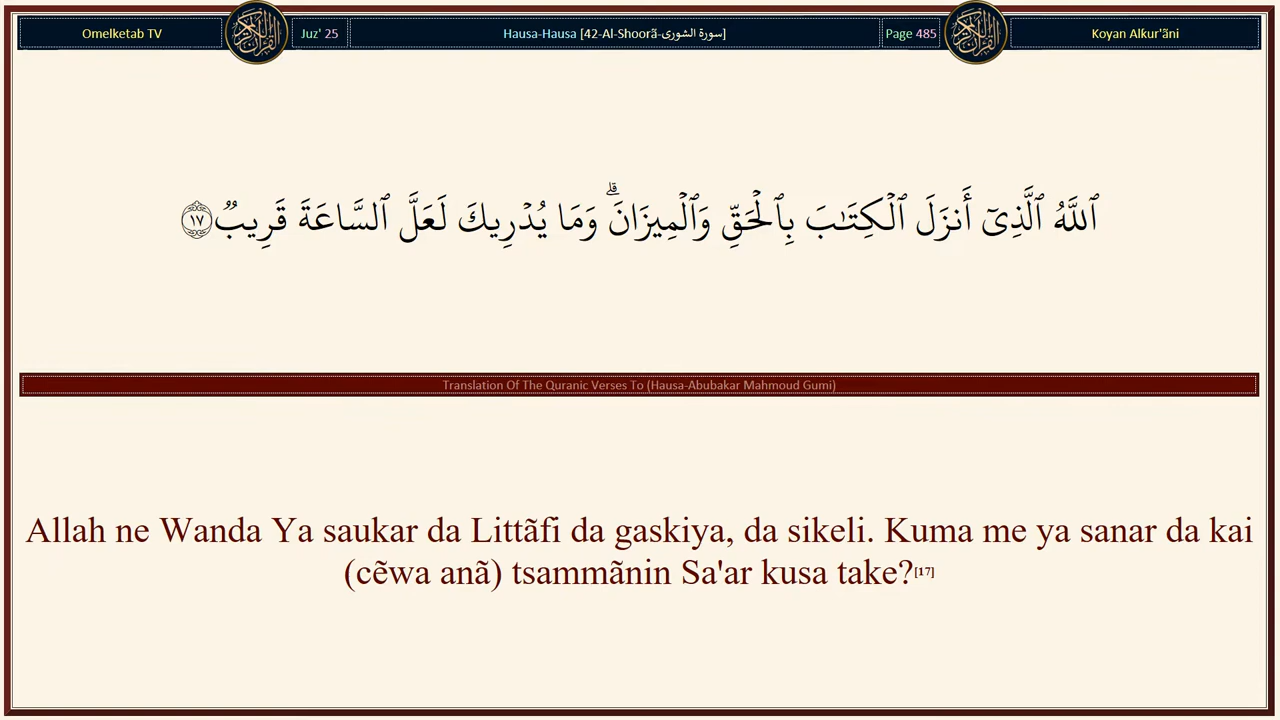 Omelketab TV
Juz' 25
Hausa-Hausa [42-Al-Shoorã-سورة الشورى]
Page 485
Koyan Alƙur'ãni
ٱللَّهُ ٱلَّذِىٓ أَنزَلَ ٱلْكِتَٰبَ بِٱلْحَقِّ وَٱلْمِيزَانَ ۗ وَمَا يُدْرِيكَ لَعَلَّ ٱلسَّاعَةَ قَرِيبٌ ١٧
Translation Of The Quranic Verses To (Hausa-Abubakar Mahmoud Gumi)
Allah ne Wanda Ya saukar da Littãfi da gaskiya, da sikeli. Kuma me ya sanar da kai
(cẽwa anã) tsammãnin Sa'ar kusa take?[17]